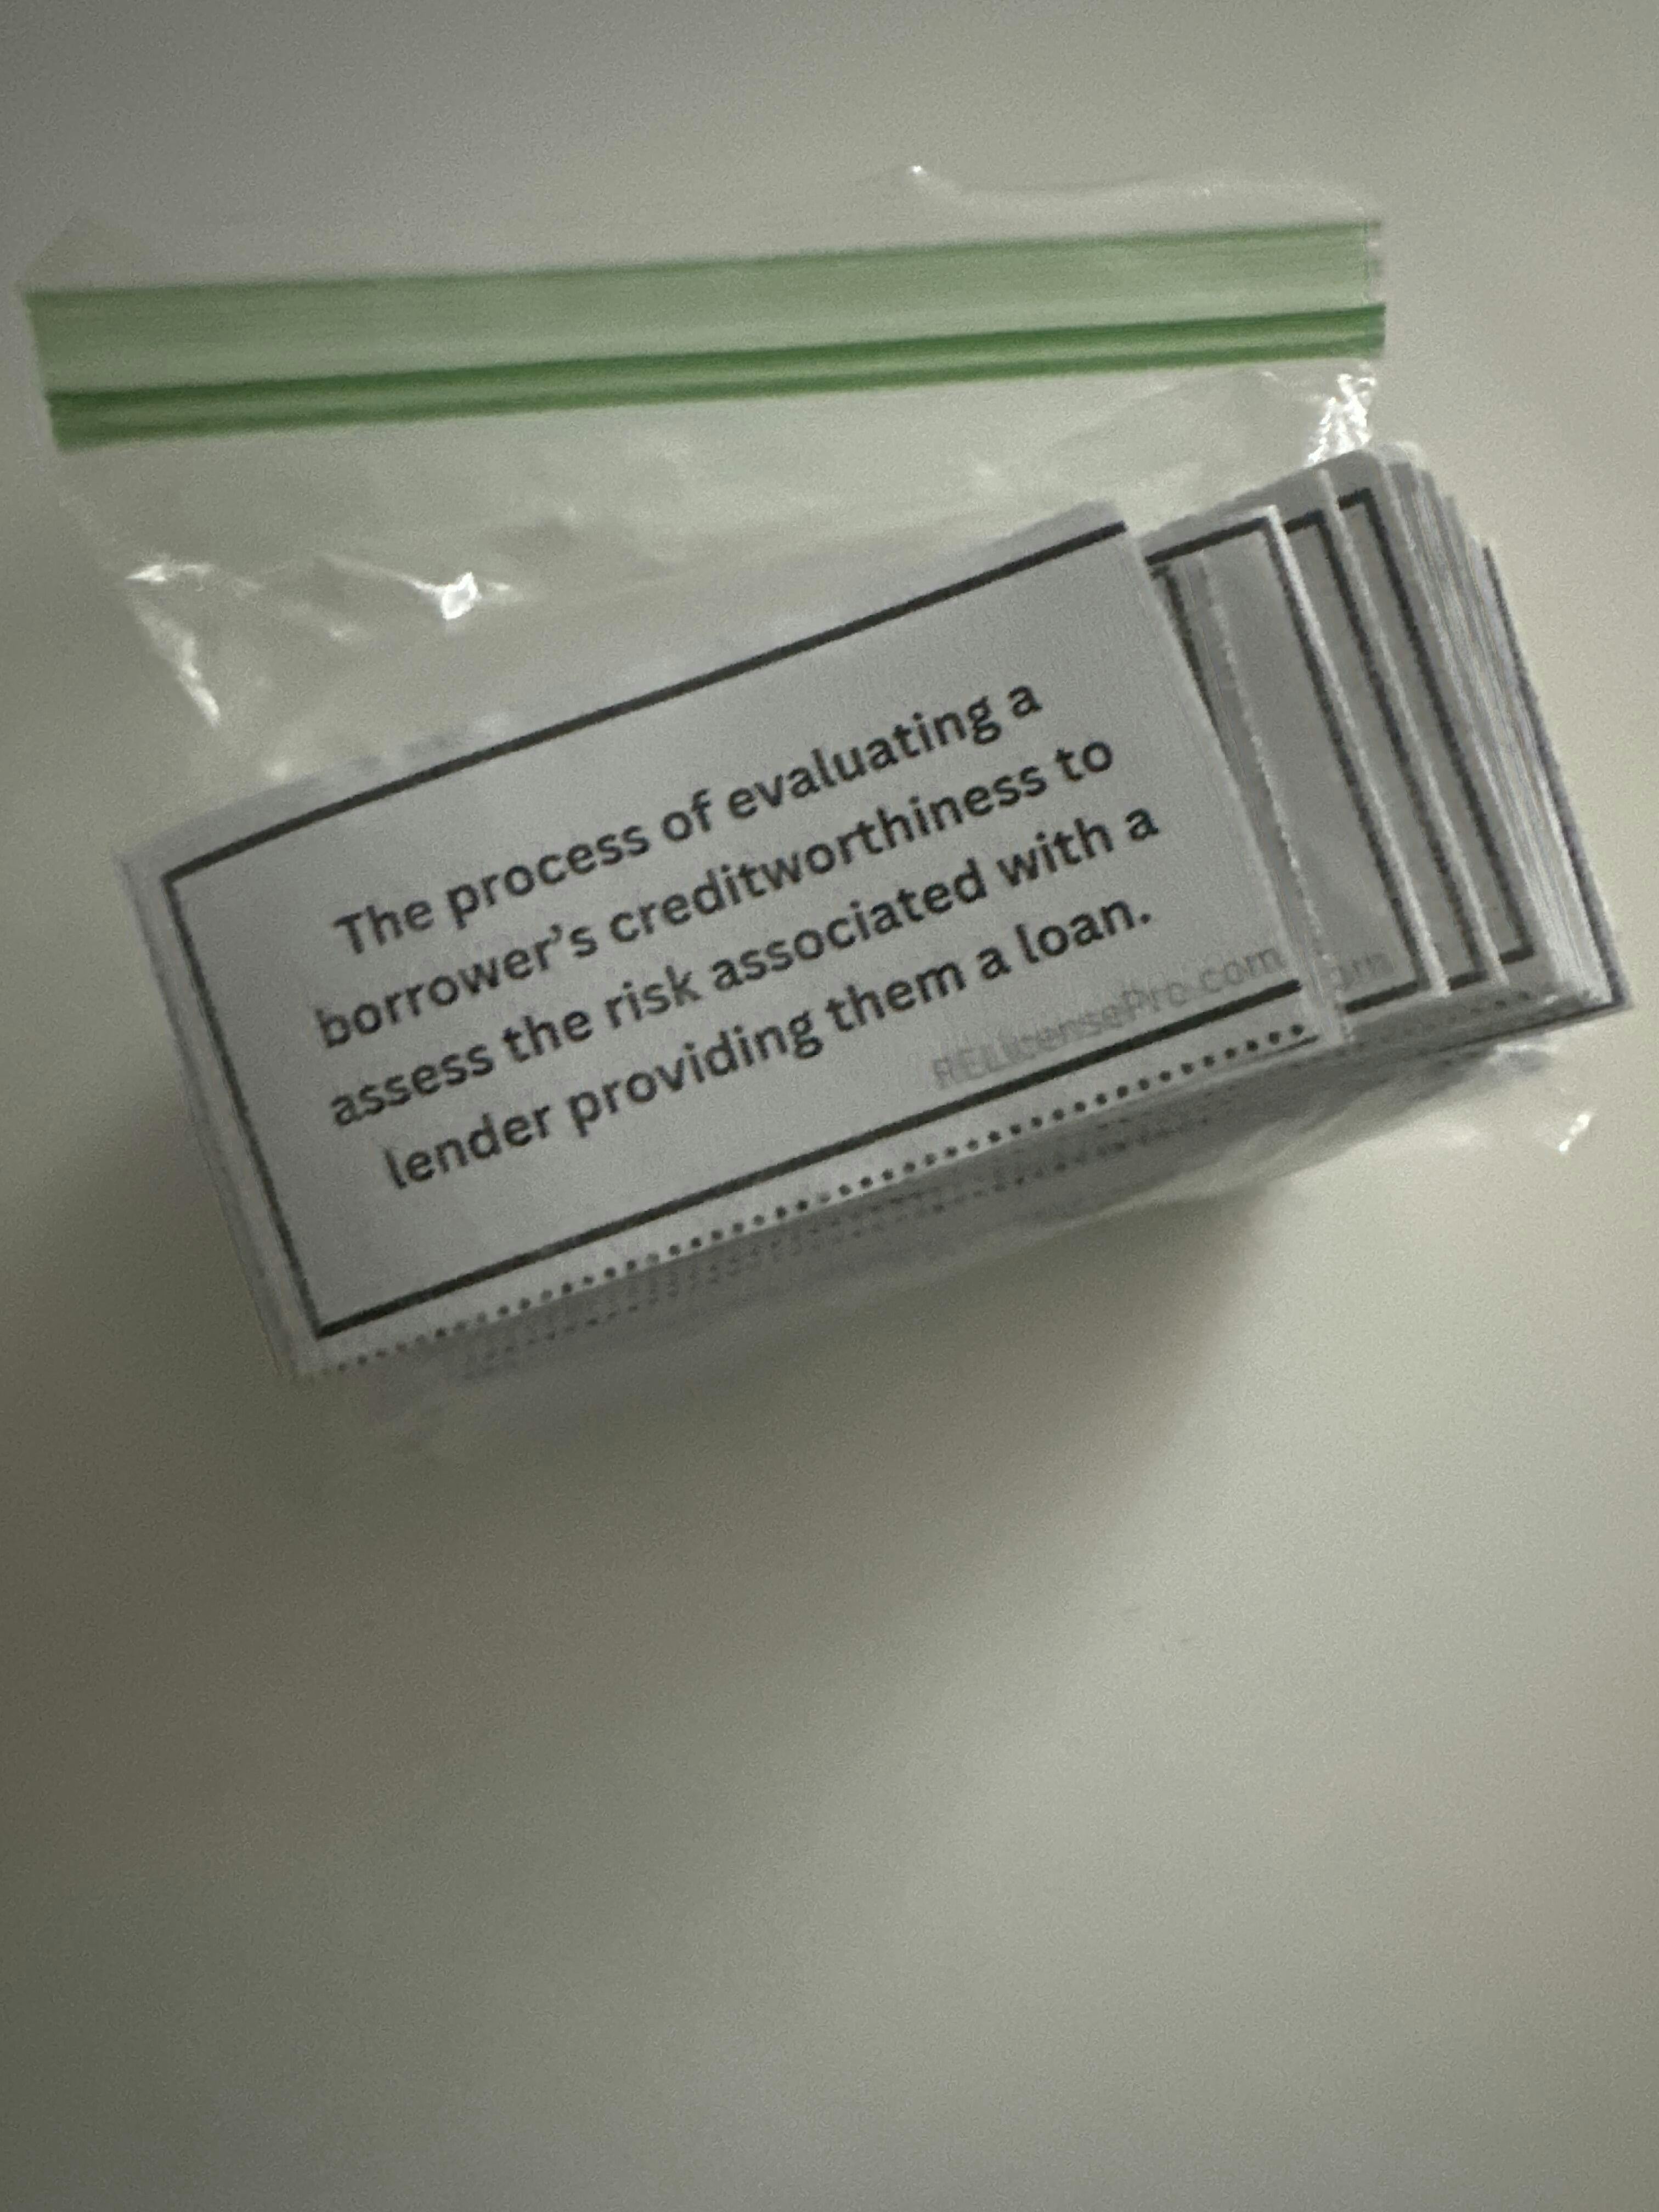 The process of evaluating a
borrower’s creditworthiness to
assess the risk associated with a
lender providing them a loan.
RELicensePro.com